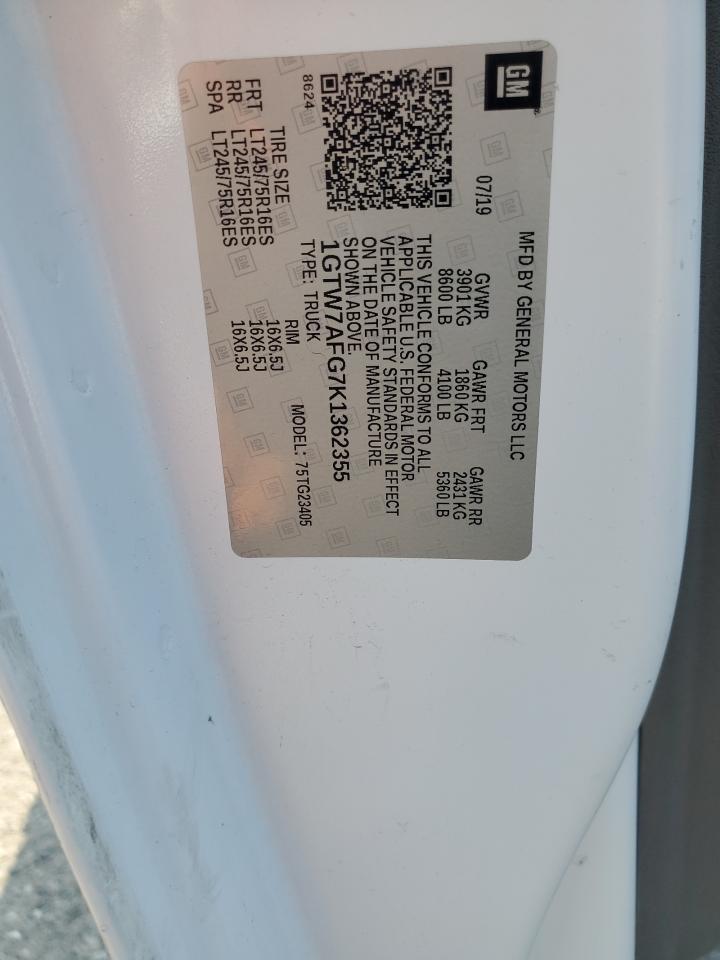 GM
MFD BY GENERAL MOTORS LLC
07/19
GVWR GAWR FRT GAWR RR
3901 KG 1860 KG 2431 KG
8600 LB 4100 LB 5360 LB
THIS VEHICLE CONFORMS TO ALL
APPLICABLE U.S. FEDERAL MOTOR
VEHICLE SAFETY STANDARDS IN EFFECT
ON THE DATE OF MANUFACTURE
SHOWN ABOVE.
1GTW7AFG7K1362355
8624 TYPE: TRUCK MODEL: 75TG23405
TIRE SIZE RIM
FRT LT245/75R16ES 16X6.5J
RR LT245/75R16ES 16X6.5J
SPA LT245/75R16ES 16X6.5J